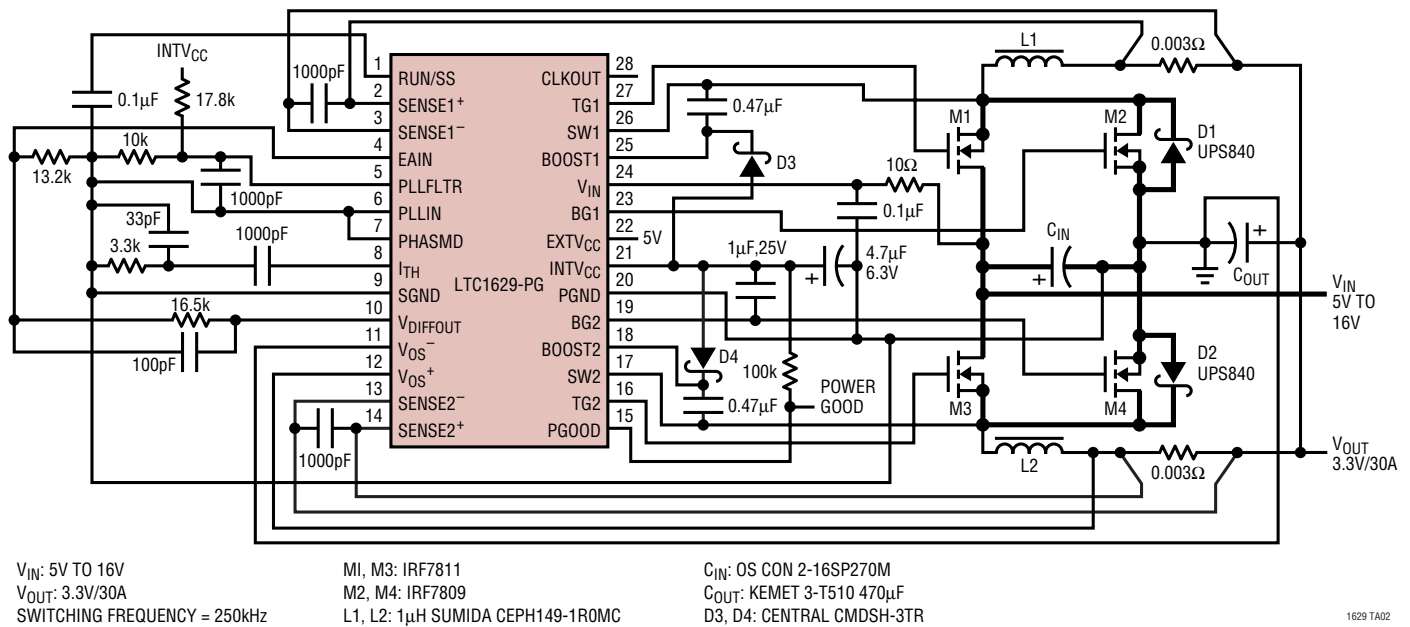 INTVCC
0.1µF
17.8k
10k
13.2k
1000pF
33pF
3.3k
1000pF
16.5k
100pF
1000pF
1000pF
1
2
3
4
5
6
7
8
9
10
11
12
13
14
RUN/SS
SENSE1+
SENSE1–
EAIN
PLLFLTR
PLLIN
PHASMD
ITH
SGND
VDIFFOUT
VOS–
VOS+
SENSE2–
SENSE2+
LTC1629-PG
CLKOUT
TG1
SW1
BOOST1
VIN
BG1
EXTVCC
INTVCC
PGND
BG2
BOOST2
SW2
TG2
PGOOD
28
27
26
25
24
23
22
21
20
19
18
17
16
15
0.47µF
D3
10Ω
0.1µF
5V
1µF,25V
4.7µF
6.3V
+
D4
0.47µF
100k
POWER
GOOD
L1
0.003Ω
M1
M2
D1
UPS840
CIN
+
+
COUT
VIN
5V TO
16V
M3
M4
D2
UPS840
L2
0.003Ω
VOUT
3.3V/30A
VIN: 5V TO 16V
VOUT: 3.3V/30A
SWITCHING FREQUENCY = 250kHz
MI, M3: IRF7811
M2, M4: IRF7809
L1, L2: 1µH SUMIDA CEPH149-1R0MC
CIN: OS CON 2-16SP270M
COUT: KEMET 3-T510 470µF
D3, D4: CENTRAL CMDSH-3TR
1629 TA02